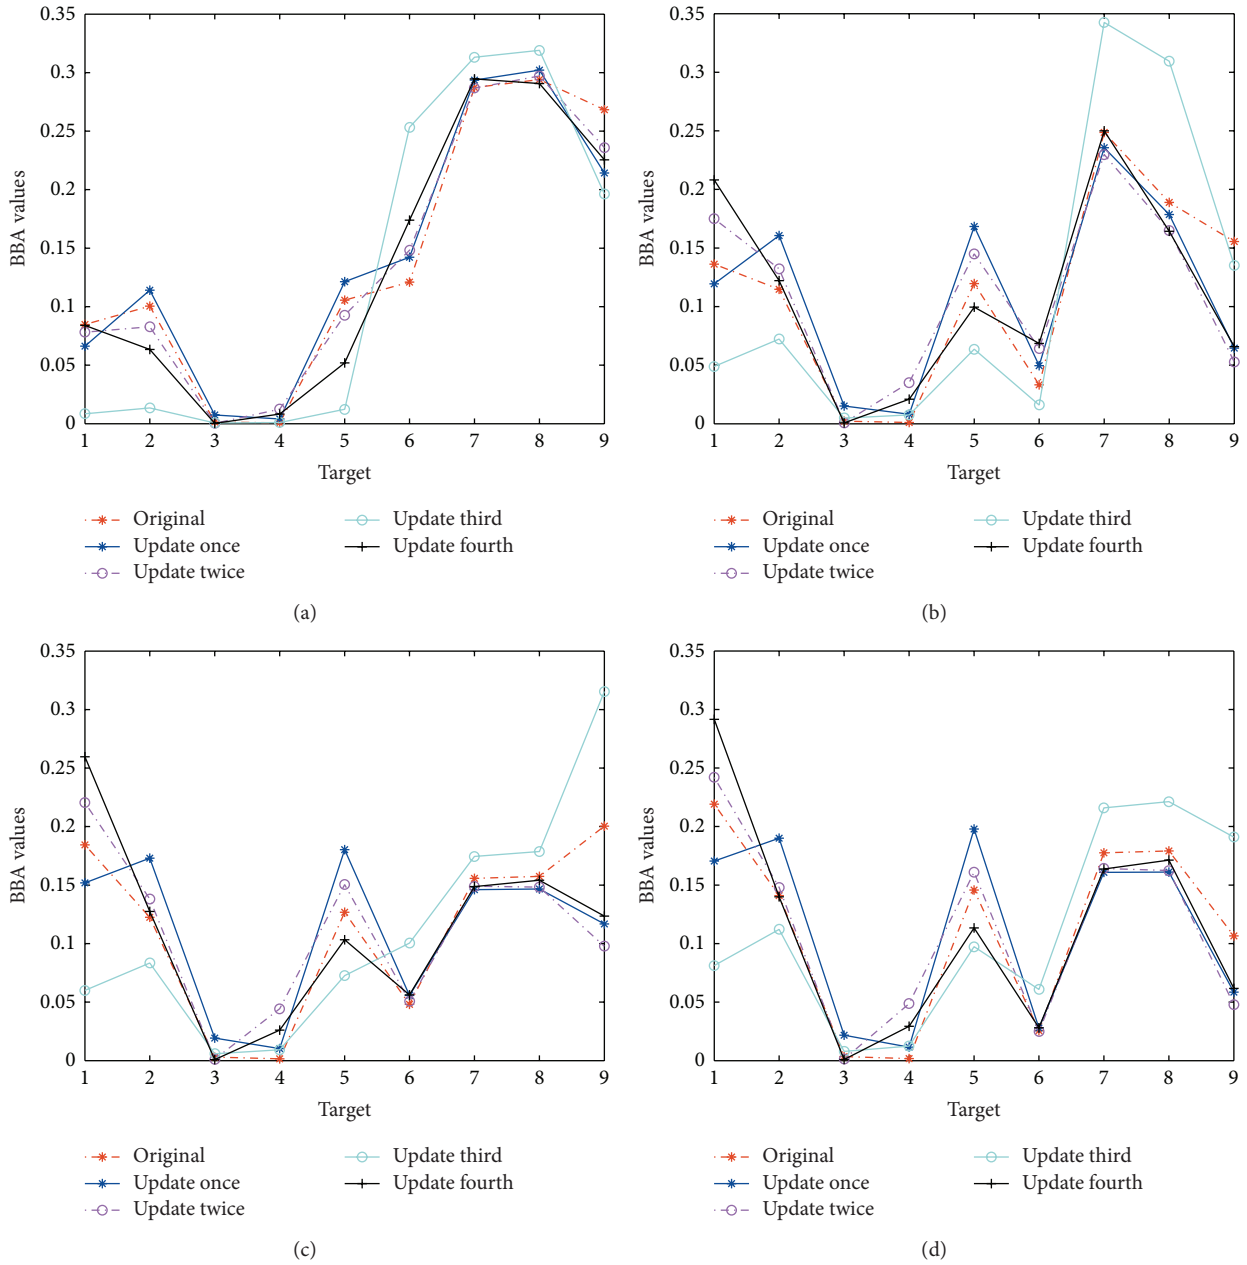 0.35
0.3
0.25
0.2
0.15
0.1
0.05
0
BBA values
1 2 3 4 5 6 7 8 9
Target
Original
Update once
Update twice
Update third
Update fourth
(a)
0.35
0.3
0.25
0.2
0.15
0.1
0.05
0
BBA values
1 2 3 4 5 6 7 8 9
Target
Original
Update once
Update twice
Update third
Update fourth
(b)
0.35
0.3
0.25
0.2
0.15
0.1
0.05
0
BBA values
1 2 3 4 5 6 7 8 9
Target
Original
Update once
Update twice
Update third
Update fourth
(c)
0.35
0.3
0.25
0.2
0.15
0.1
0.05
0
BBA values
1 2 3 4 5 6 7 8 9
Target
Original
Update once
Update twice
Update third
Update fourth
(d)